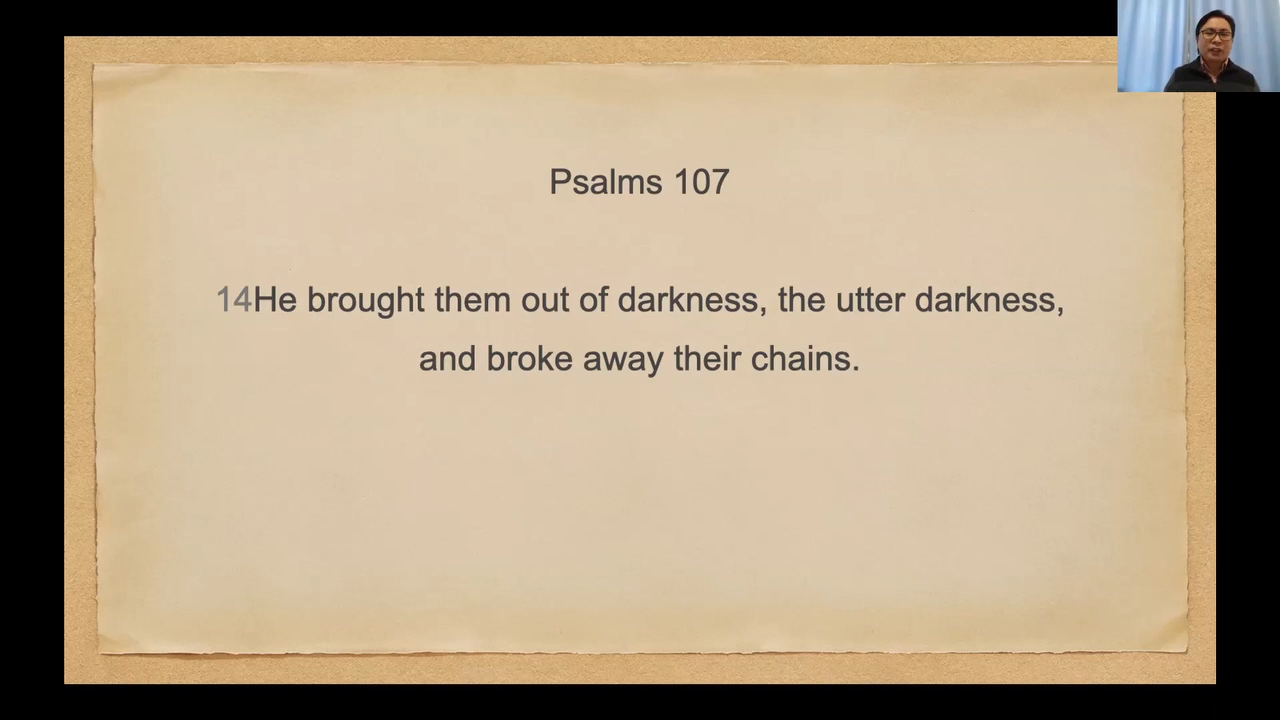 Psalms 107
14He brought them out of darkness, the utter darkness,
and broke away their chains.